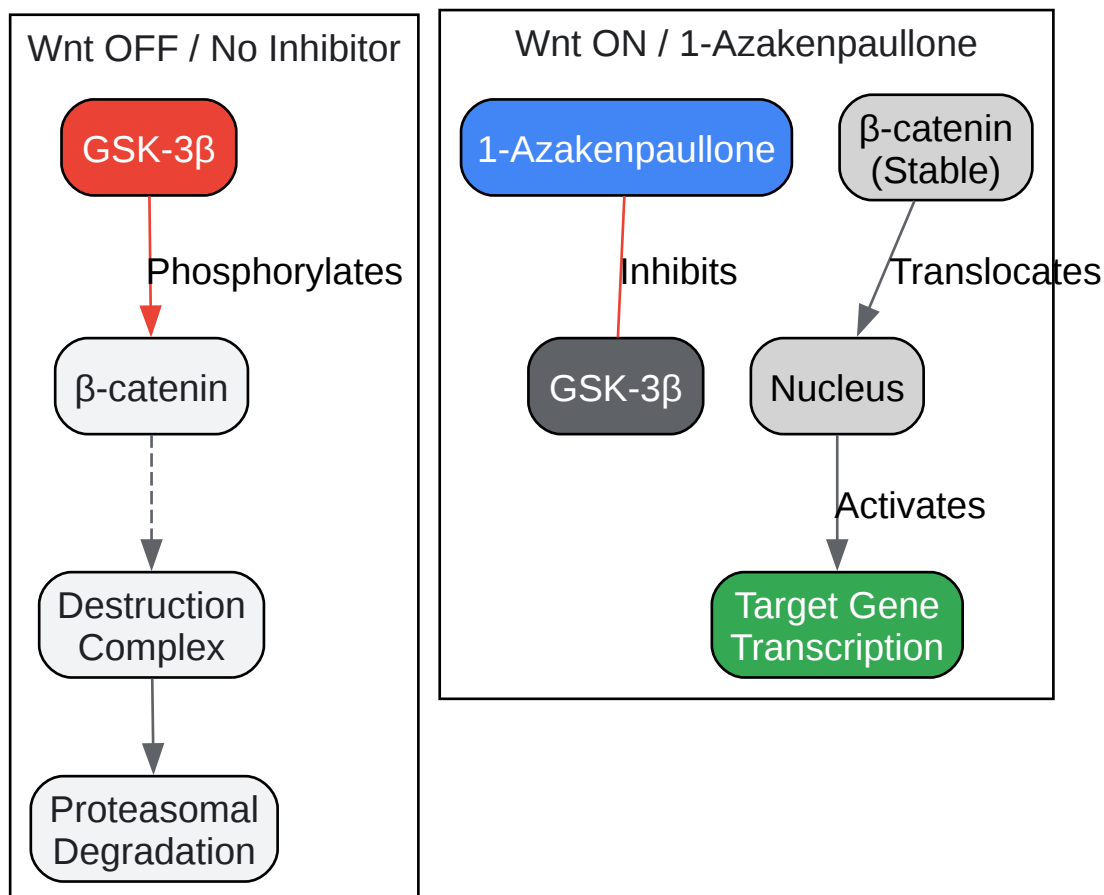 Wnt OFF / No Inhibitor
GSK-3β
Phosphorylates
β-catenin
Destruction
Complex
Proteasomal
Degradation
Wnt ON / 1-Azakenpaullone
1-Azakenpaullone
β-catenin
(Stable)
Inhibits
Translocates
GSK-3β
Nucleus
Activates
Target Gene
Transcription